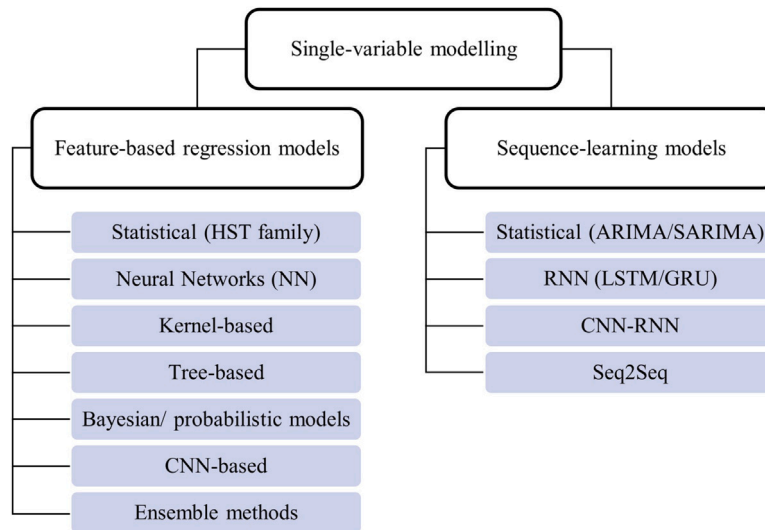 Single-variable modelling
Feature-based regression models
Statistical (HST family)
Neural Networks (NN)
Kernel-based
Tree-based
Bayesian/ probabilistic models
CNN-based
Ensemble methods
Sequence-learning models
Statistical (ARIMA/SARIMA)
RNN (LSTM/GRU)
CNN-RNN
Seq2Seq